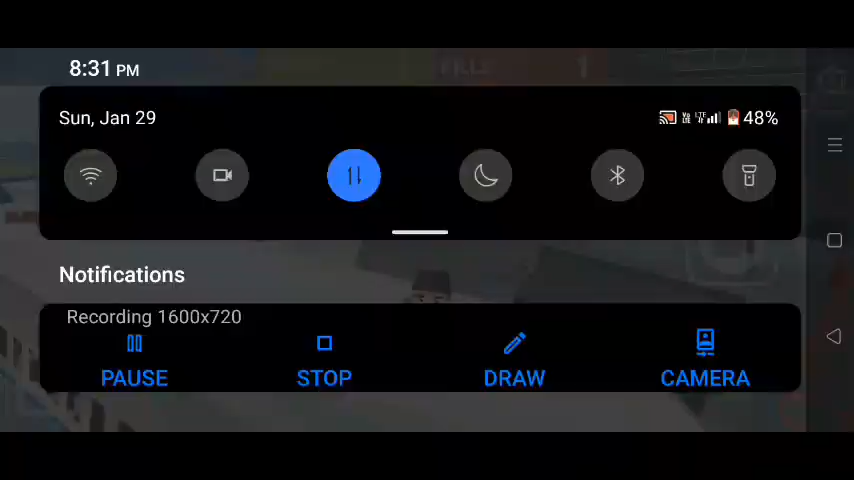 8:31 PM
Sun, Jan 29
48%
Notifications
Recording 1600x720
PAUSE
STOP
DRAW
CAMERA